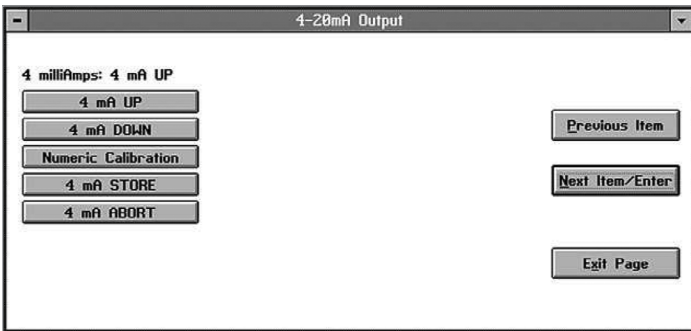 4-20mA Output
4 milliAmps: 4 mA UP
4 mA UP
4 mA DOWN
Numeric Calibration
4 mA STORE
4 mA ABORT
Previous Item
Next Item/Enter
Exit Page